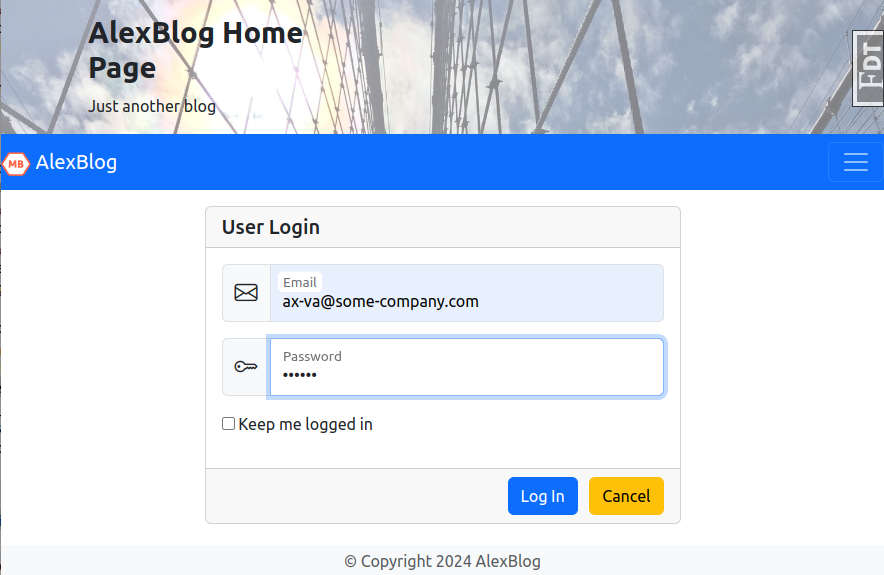 AlexBlog Home
Page
Just another blog
FDT
MB AlexBlog
User Login
Email
ax-va@some-company.com
Password
••••••
Keep me logged in
Log In
Cancel
© Copyright 2024 AlexBlog